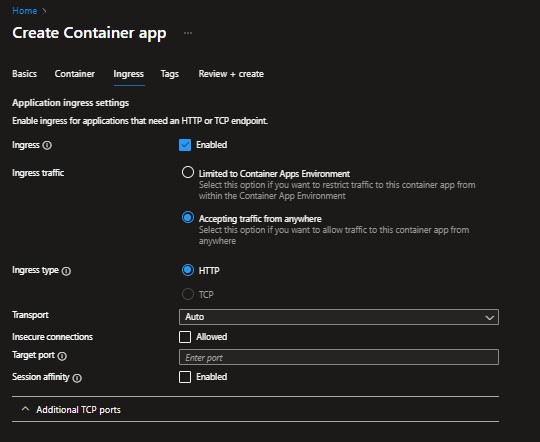 Home >
Create Container app ...
Basics Container Ingress Tags Review + create
Application ingress settings
Enable ingress for applications that need an HTTP or TCP endpoint.
Ingress Enabled
Ingress traffic Limited to Container Apps Environment
Select this option if you want to restrict traffic to this container app from
within the Container App Environment
Accepting traffic from anywhere
Select this option if you want to allow traffic to this container app from
anywhere
Ingress type HTTP
TCP
Transport Auto
Insecure connections Allowed
Target port Enter port
Session affinity Enabled
Additional TCP ports